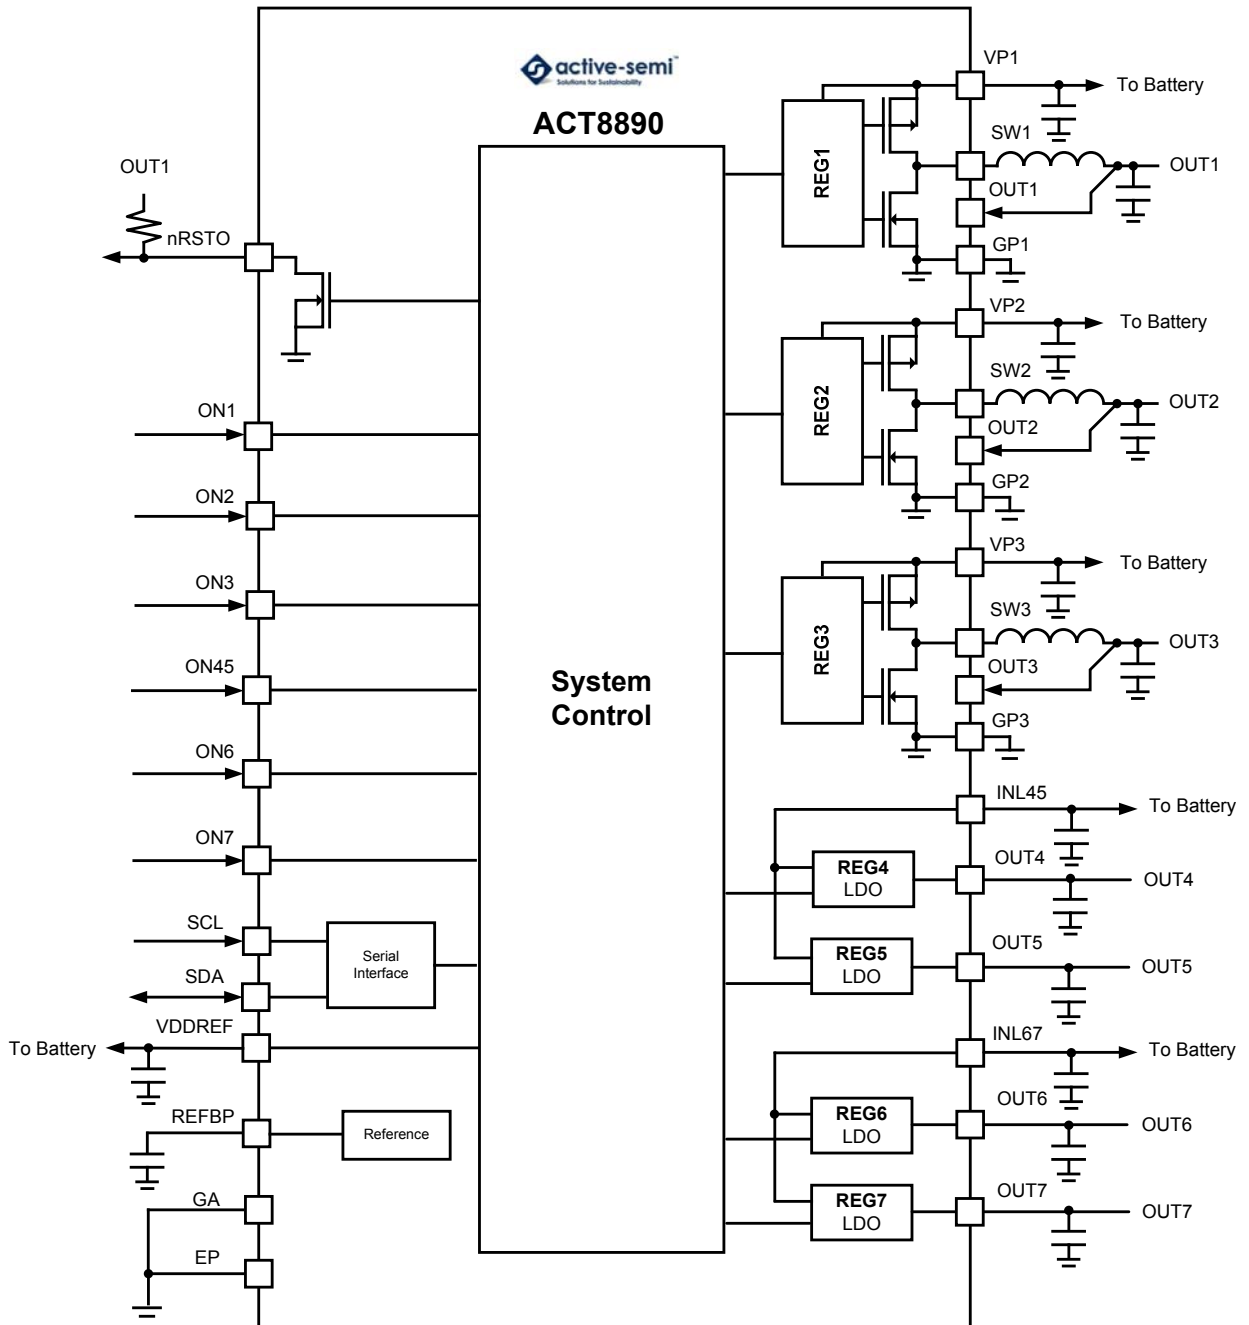 active-semi™
Solutions for Sustainability
ACT8890
OUT1
nRSTO
ON1
ON2
ON3
ON45
ON6
ON7
SCL
SDA
VDDREF
To Battery
REFBP
GA
EP
Serial
Interface
Reference
System
Control
REG1
VP1
To Battery
SW1
OUT1
OUT1
GP1
REG2
VP2
To Battery
SW2
OUT2
OUT2
GP2
REG3
VP3
To Battery
SW3
OUT3
OUT3
GP3
INL45
To Battery
REG4
LDO
OUT4
OUT4
REG5
LDO
OUT5
OUT5
INL67
To Battery
REG6
LDO
OUT6
OUT6
REG7
LDO
OUT7
OUT7